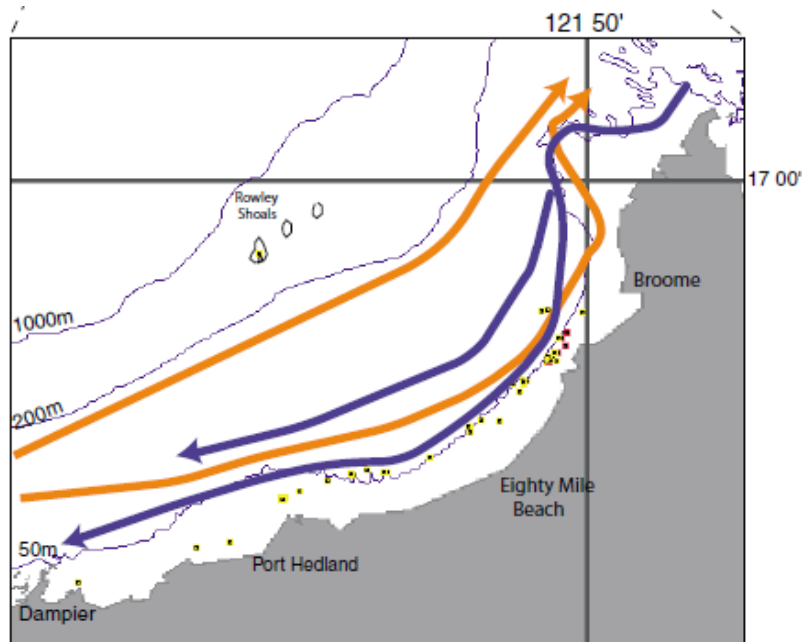 121 50'
17 00'
Rowley
Shoals
Broome
1000m
200m
Eighty Mile
Beach
50m
Port Hedland
Dampier